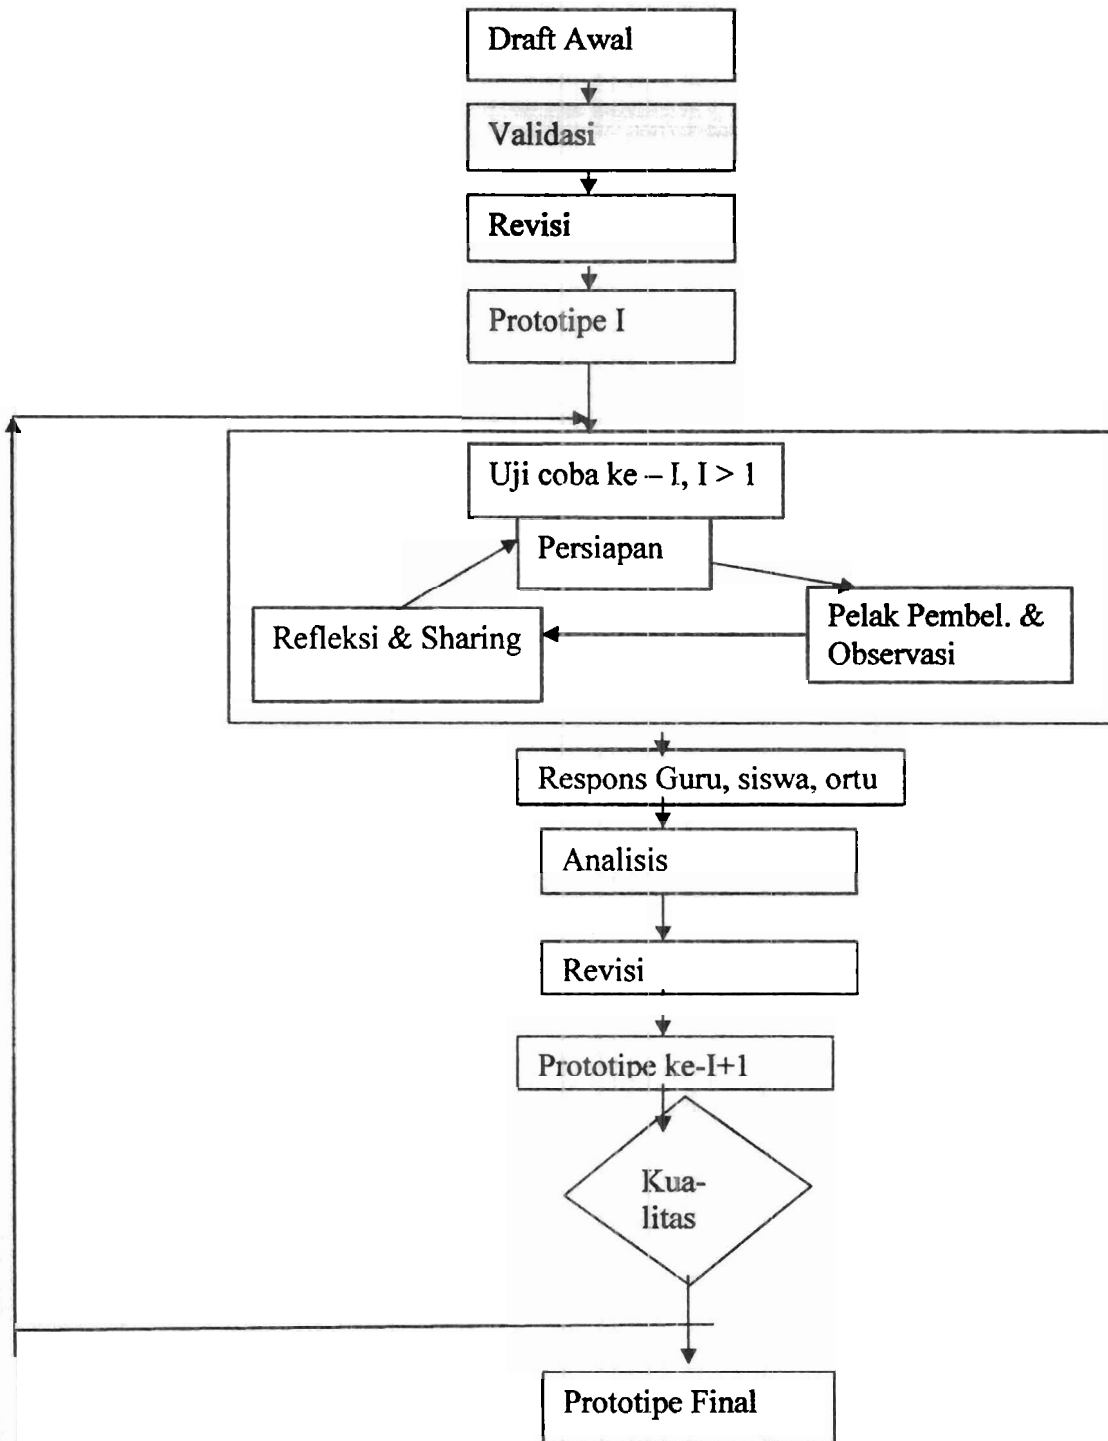 Draft Awal
Validasi
Revisi
Prototipe I
Uji coba ke – I, I > 1
Persiapan
Pelak Pembel. &
Observasi
Refleksi & Sharing
Respons Guru, siswa, ortu
Analisis
Revisi
Prototipe ke-I+1
Kua-
litas
Prototipe Final